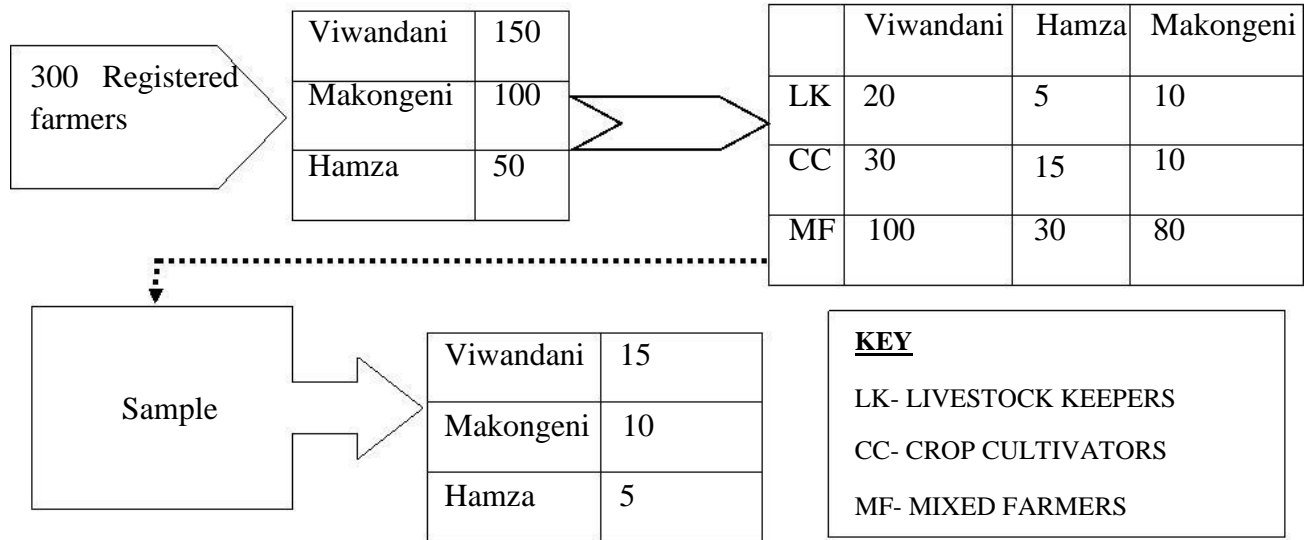 300 Registered
farmers
Viwandani 150
Makongeni 100
Hamza 50
Viwandani Hamza Makongeni
LK 20 5 10
CC 30 15 10
MF 100 30 80
Sample
Viwandani 15
Makongeni 10
Hamza 5
KEY
LK- LIVESTOCK KEEPERS
CC- CROP CULTIVATORS
MF- MIXED FARMERS